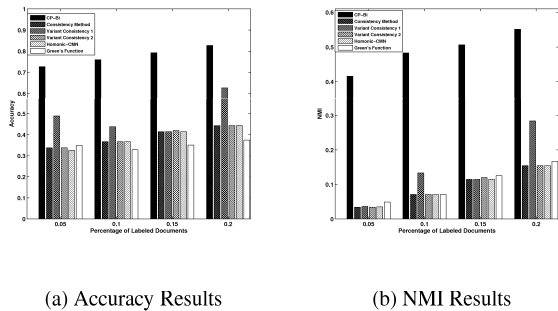 1
0.9
0.8
0.7
0.6
0.5
0.4
0.3
0.2
0.1
0
Accuracy
CP-Bi
Consistency Method
Variant Consistency 1
Variant Consistency 2
Homonic-CMN
Green's Function
0.05 0.1 0.15 0.2
Percentage of Labeled Documents
0.6
0.5
0.4
0.3
0.2
0.1
0
NMI
CP-Bi
Consistency Method
Variant Consistency 1
Variant Consistency 2
Homonic-CMN
Green's Function
0.05 0.1 0.15 0.2
Percentage of Labeled Documents
(a) Accuracy Results
(b) NMI Results